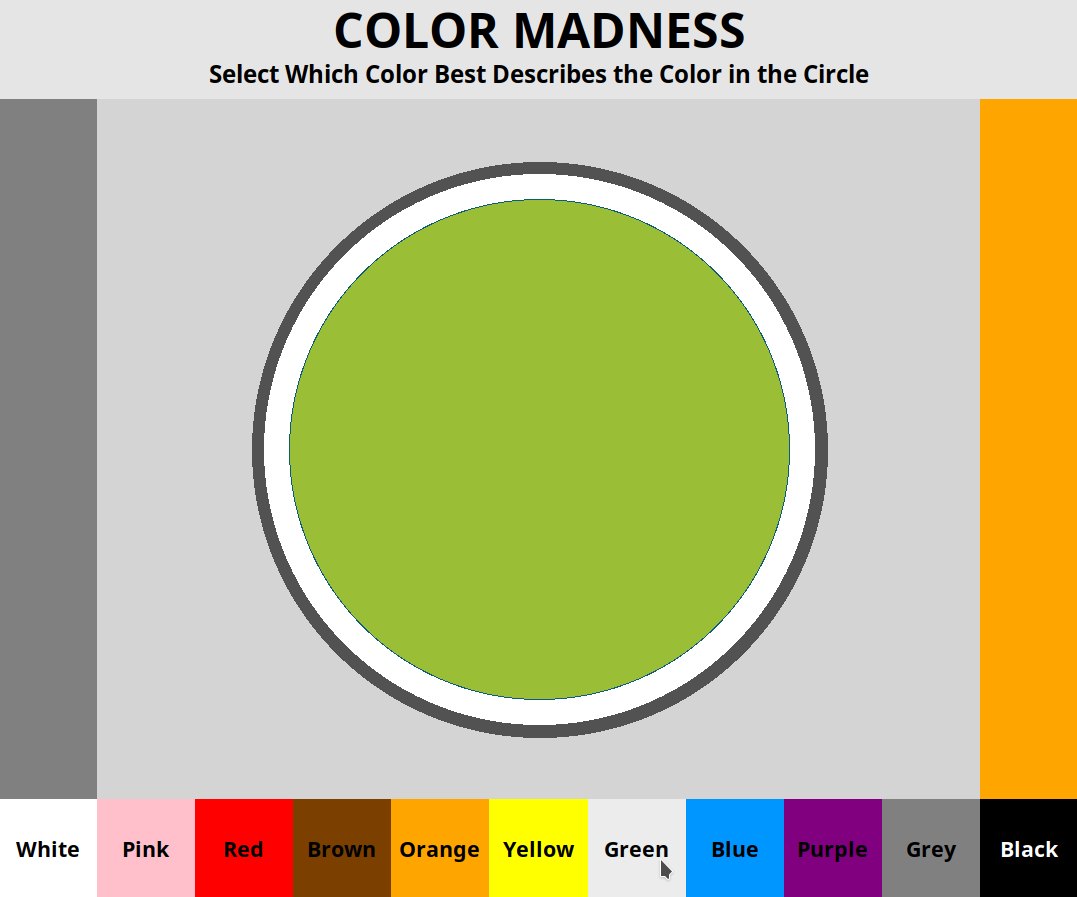 COLOR MADNESS
Select Which Color Best Describes the Color in the Circle
White Pink Red Brown Orange Yellow Green Blue Purple Grey Black